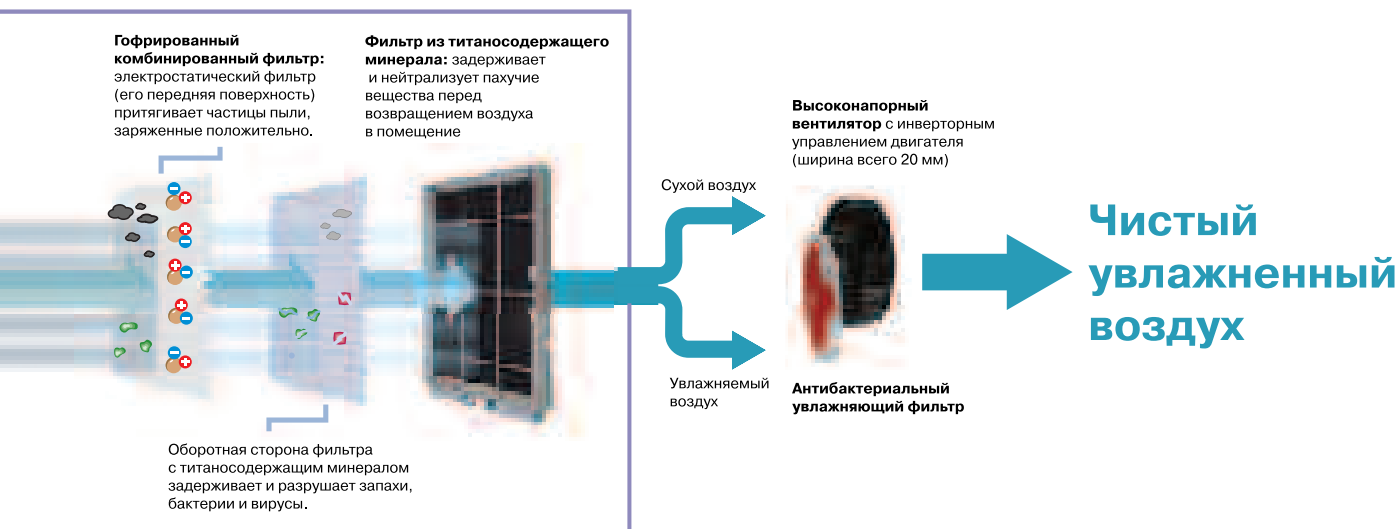 Гофрированный
комбинированный фильтр:
электростатический фильтр
(его передняя поверхность)
притягивает частицы пыли,
заряженные положительно.
Фильтр из титаносодержащего
минерала: задерживает
и нейтрализует пахучие
вещества перед
возвращением воздуха
в помещение
Высоконапорный
вентилятор с инверторным
управлением двигателя
(ширина всего 20 мм)
Сухой воздух
Чистый
увлажненный
воздух
Увлажняемый
воздух
Антибактериальный
увлажняющий фильтр
Оборотная сторона фильтра
с титаносодержащим минералом
задерживает и разрушает запахи,
бактерии и вирусы.